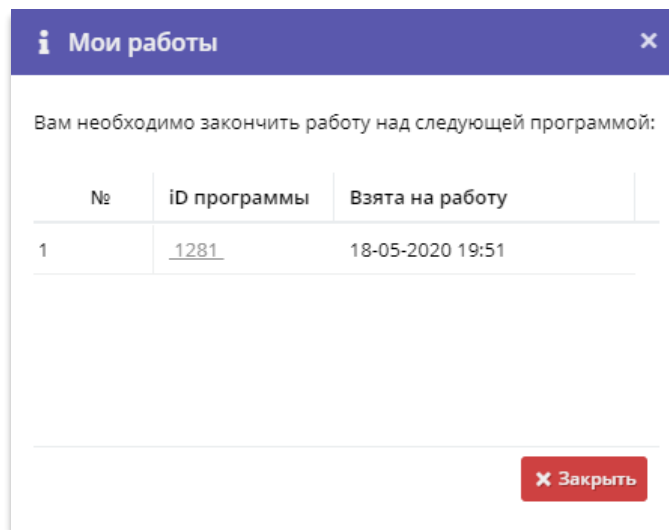 Мои работы
Вам необходимо закончить работу над следующей программой:
№ iD программы Взята на работу
1 1281 18-05-2020 19:51
Закрыть